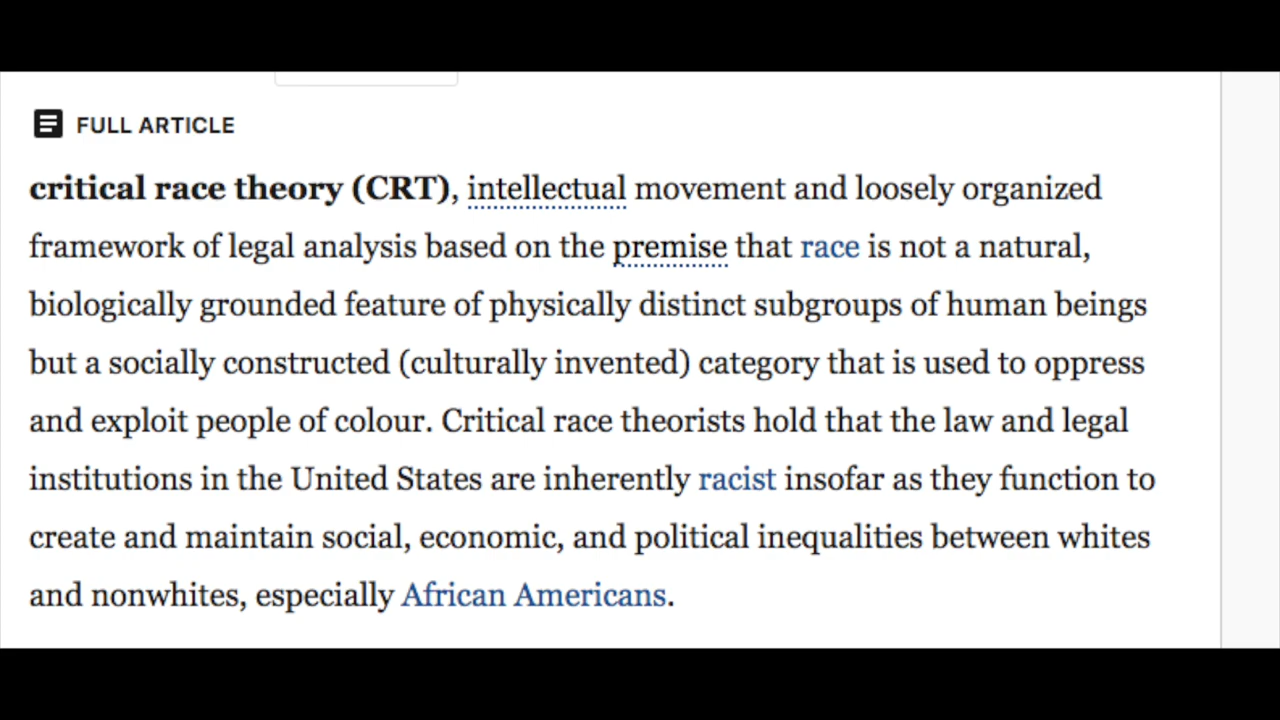 FULL ARTICLE
critical race theory (CRT), intellectual movement and loosely organized
framework of legal analysis based on the premise that race is not a natural,
biologically grounded feature of physically distinct subgroups of human beings
but a socially constructed (culturally invented) category that is used to oppress
and exploit people of colour. Critical race theorists hold that the law and legal
institutions in the United States are inherently racist insofar as they function to
create and maintain social, economic, and political inequalities between whites
and nonwhites, especially African Americans.